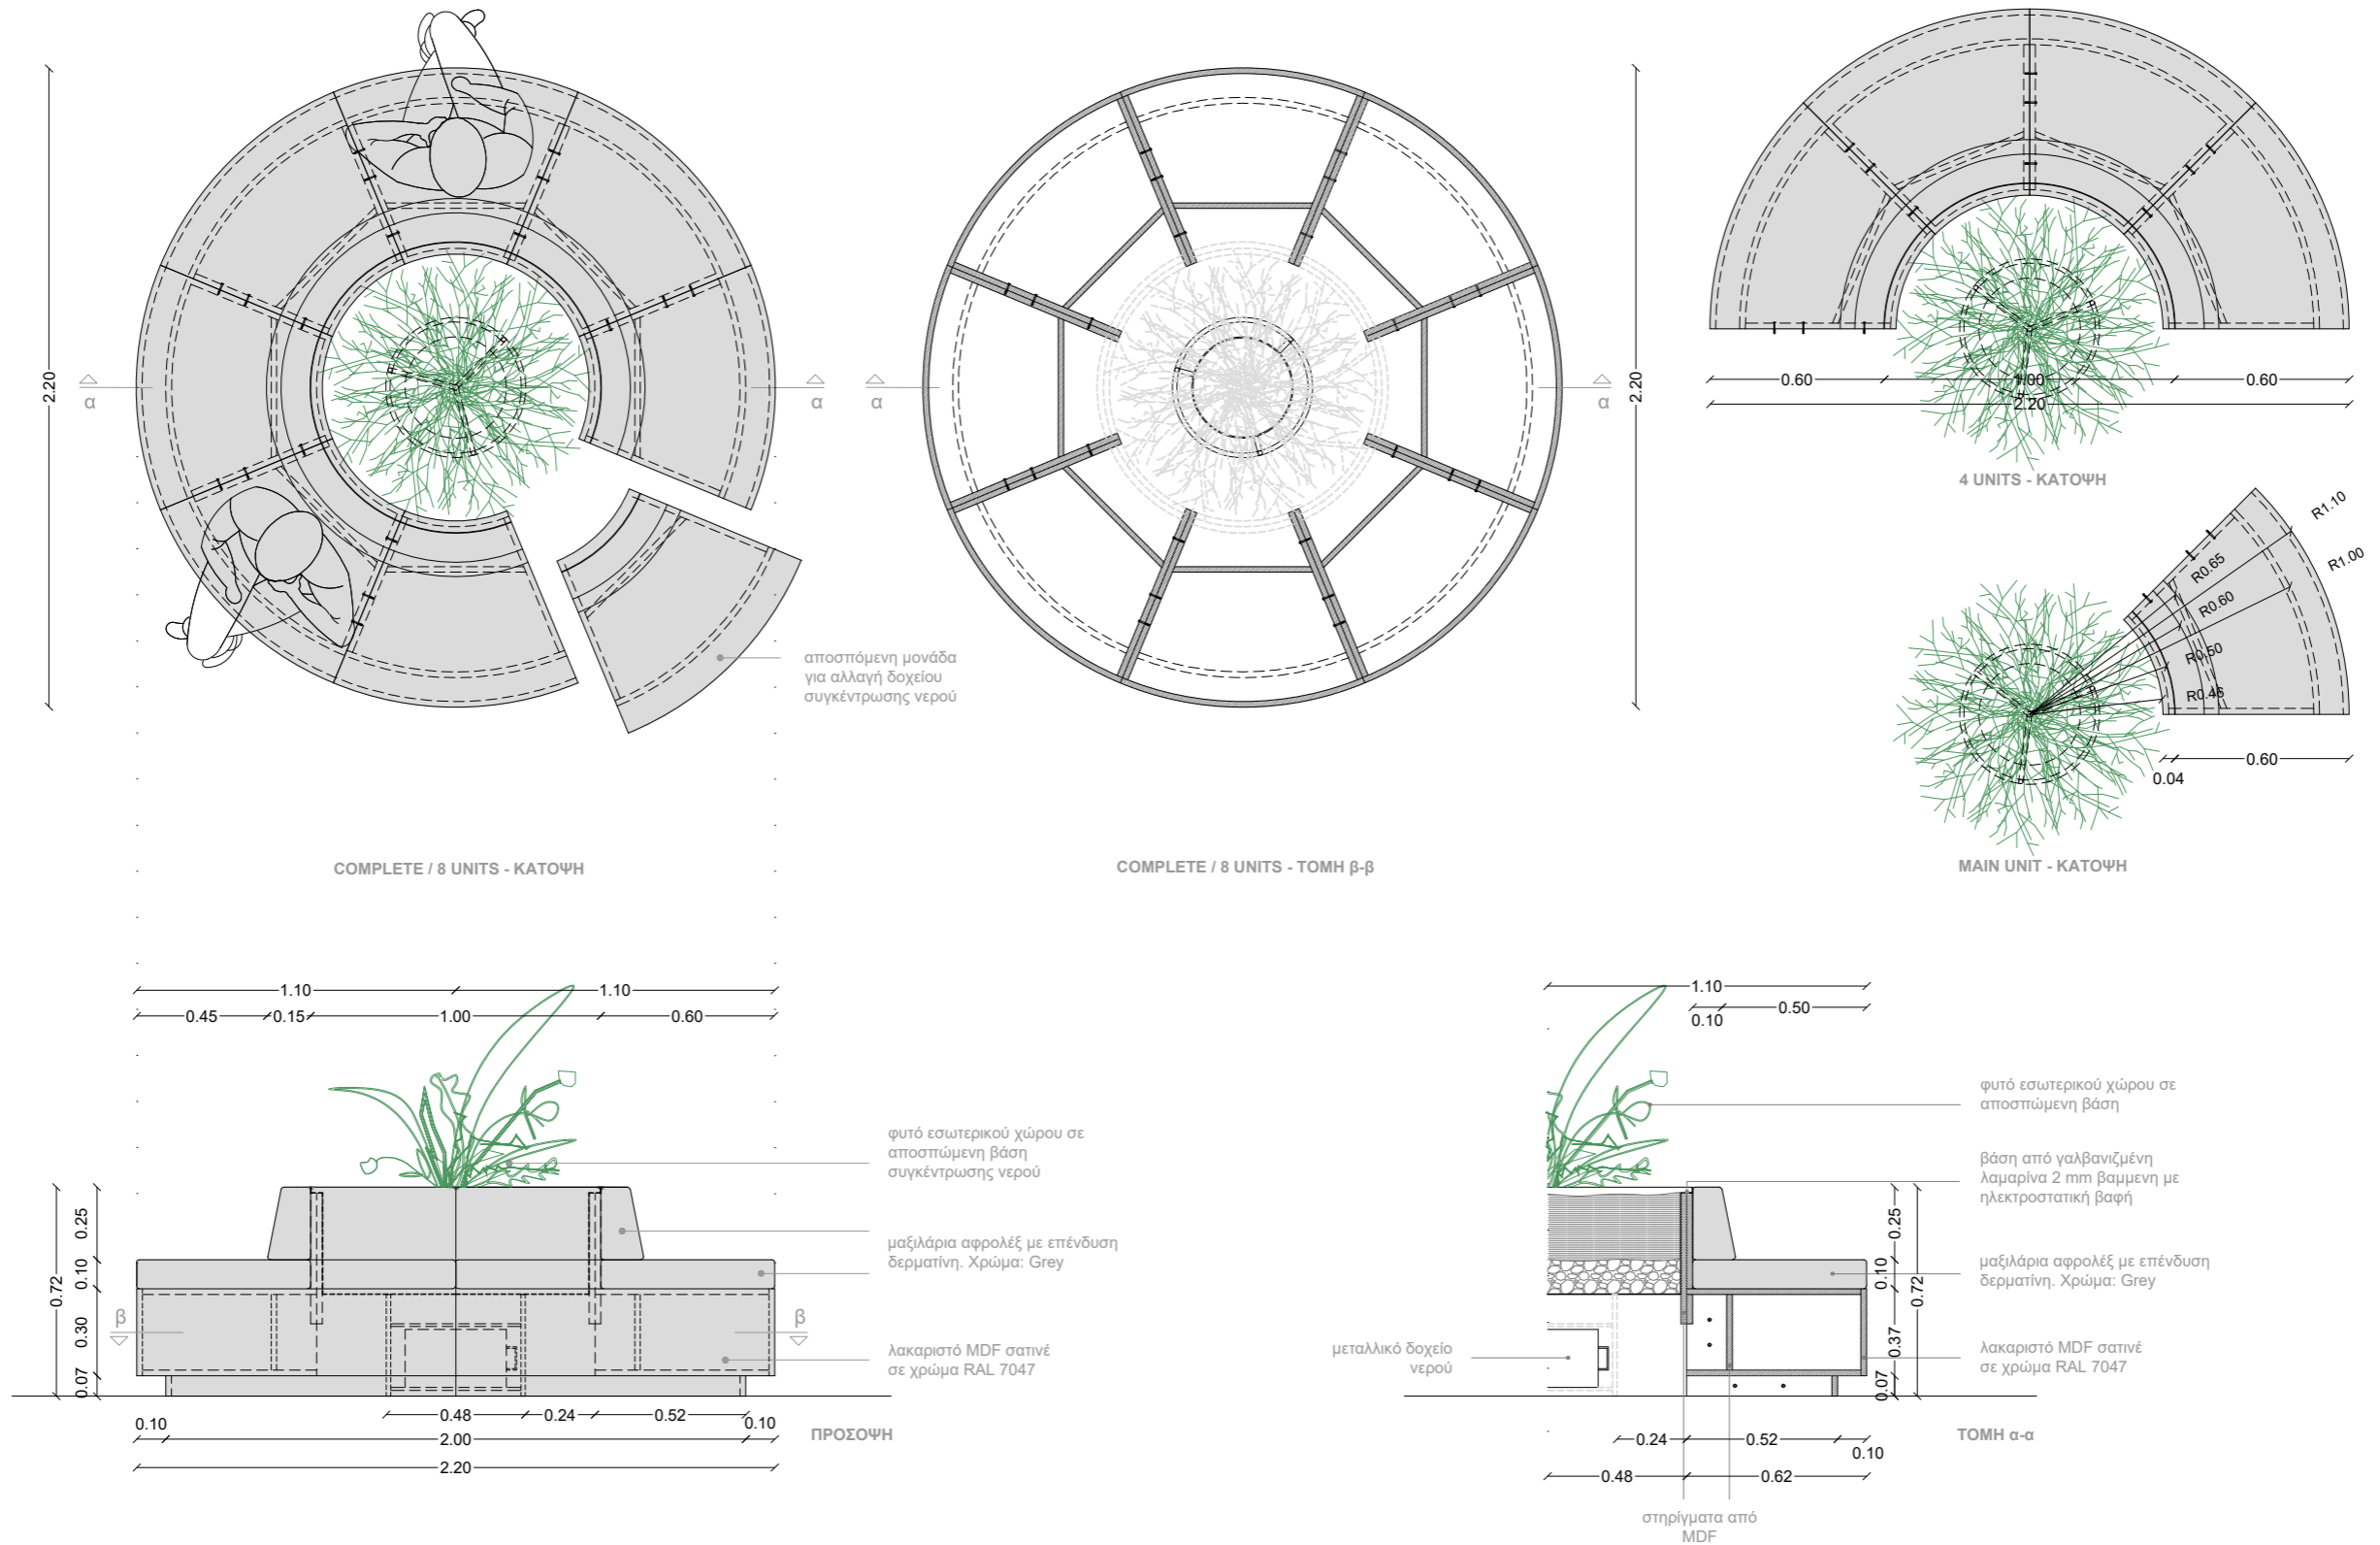 2.20
α
α
αποσπόμενη μονάδα
για αλλαγή δοχείου
συγκέντρωσης νερού
COMPLETE / 8 UNITS - ΚΑΤΟΨΗ
α
α
2.20
COMPLETE / 8 UNITS - ΤΟΜΗ β-β
0.60
1.00
0.60
2.20
4 UNITS - ΚΑΤΟΨΗ
R1.10
R1.00
R0.65
R0.60
R0.50
R0.46
0.60
0.04
MAIN UNIT - ΚΑΤΟΨΗ
1.10
1.10
0.45
0.15
1.00
0.60
φυτό εσωτερικού χώρου σε
αποσπώμενη βάση
συγκέντρωσης νερού
μαξιλάρια αφρολέξ με επένδυση
δερματίνη. Χρώμα: Grey
λακαριστό MDF σατινέ
σε χρώμα RAL 7047
0.72
0.25
0.10
0.30
0.07
β
β
0.48
0.24
0.52
0.10
2.00
0.10
2.20
ΠΡΟΣΟΨΗ
1.10
0.10
0.50
φυτό εσωτερικού χώρου σε
αποσπώμενη βάση
βάση από γαλβανιζμένη
λαμαρίνα 2 mm βαμμενη με
ηλεκτροστατική βαφή
μαξιλάρια αφρολέξ με επένδυση
δερματίνη. Χρώμα: Grey
λακαριστό MDF σατινέ
σε χρώμα RAL 7047
μεταλλικό δοχείο
νερού
0.25
0.10
0.72
0.37
0.07
0.24
0.52
0.10
0.48
0.62
ΤΟΜΗ α-α
στηρίγματα από
MDF